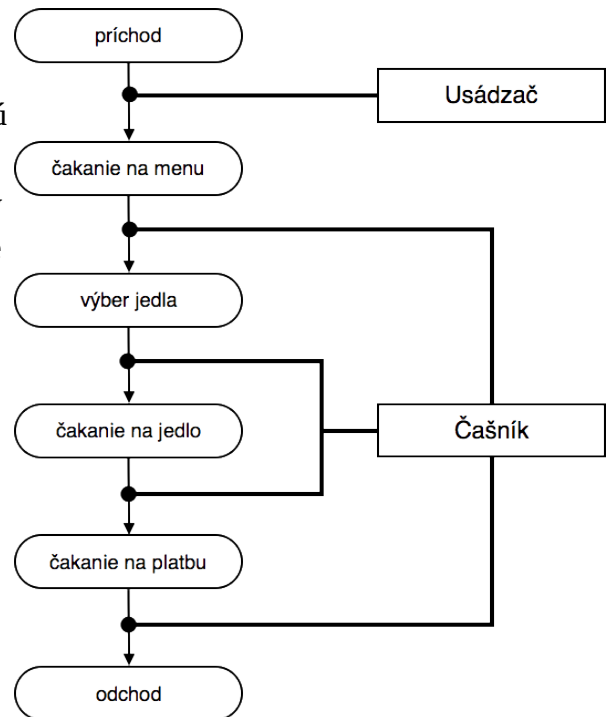 príchod
Usádzač
čakanie na menu
výber jedla
čakanie na jedlo
Čašník
čakanie na platbu
odchod